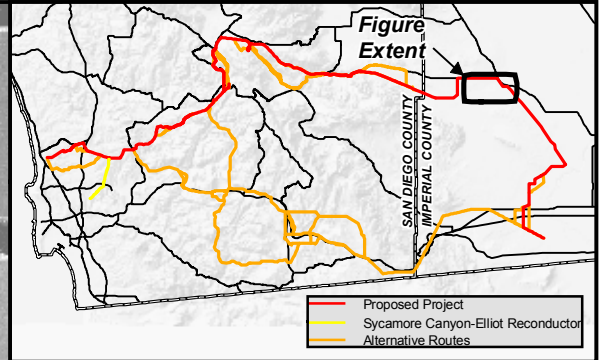 Figure
Extent
SAN DIEGO COUNTY
IMPERIAL COUNTY
Proposed Project
Sycamore Canyon-Elliot Reconductor
Alternative Routes